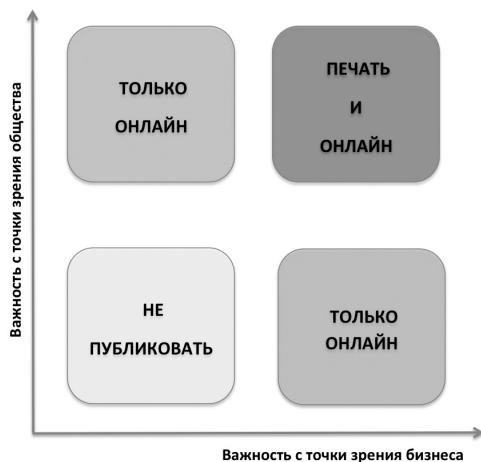 Важность с точки зрения общества
ТОЛЬКО
ОНЛАЙН
ПЕЧАТЬ
И
ОНЛАЙН
НЕ
ПУБЛИКОВАТЬ
ТОЛЬКО
ОНЛАЙН
Важность с точки зрения бизнеса